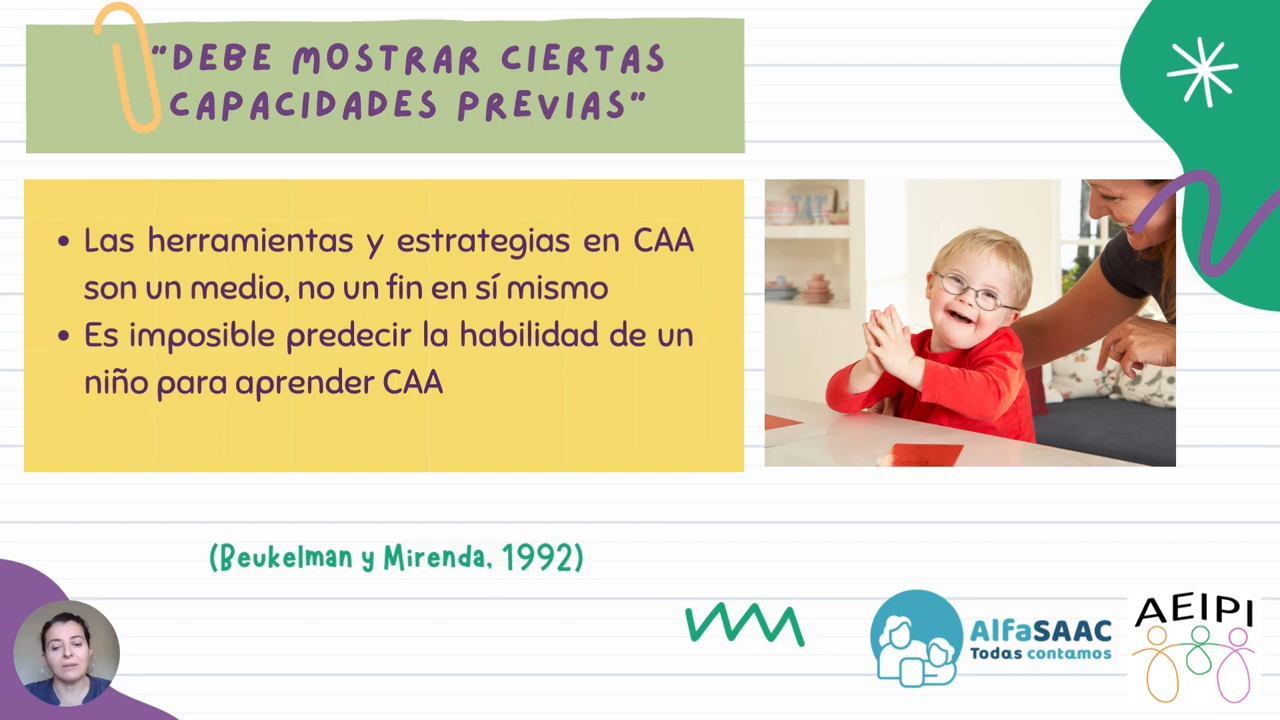 "DEBE MOSTRAR CIERTAS
CAPACIDADES PREVIAS"
• Las herramientas y estrategias en CAA
son un medio, no un fin en sí mismo
• Es imposible predecir la habilidad de un
niño para aprender CAA
(Beukelman y Mirenda, 1992)
AlfaSAAC
Todas contamos
AEIPI